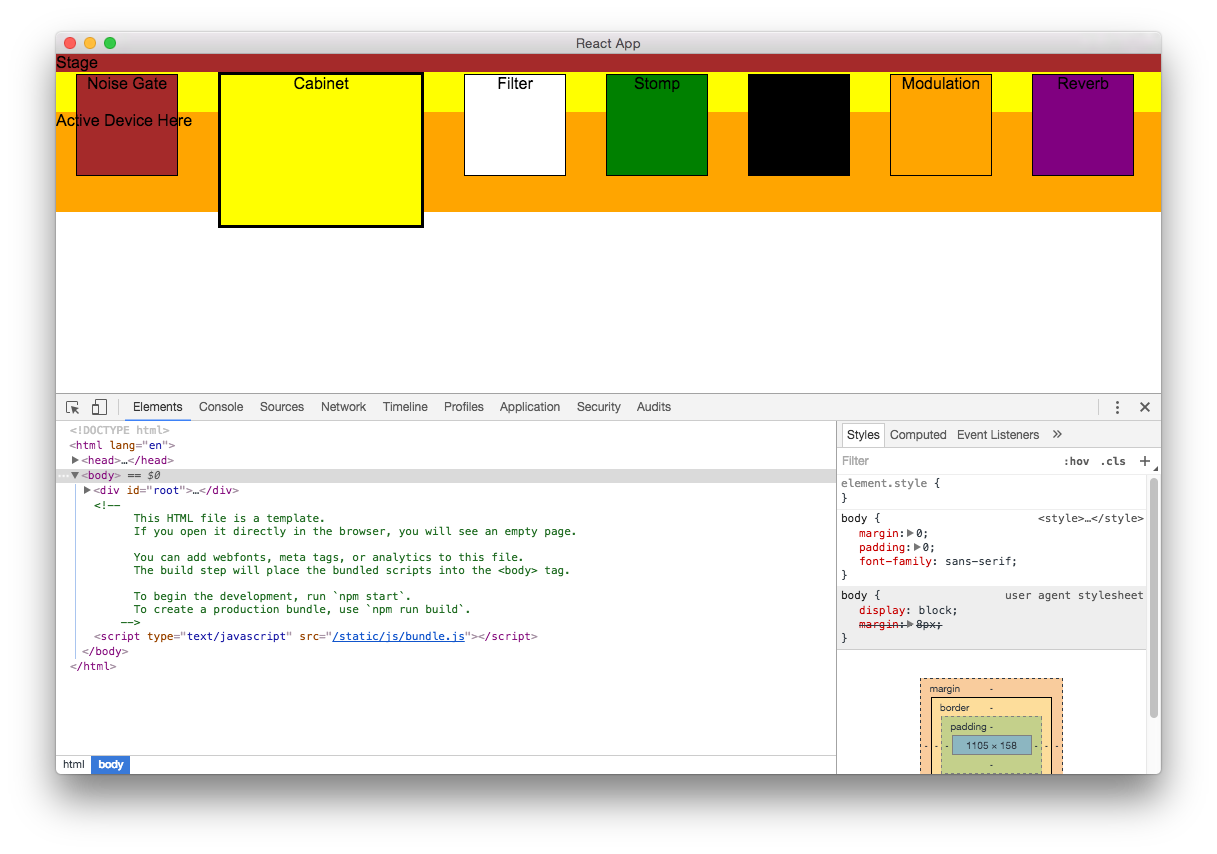 React App
Stage
Noise Gate Cabinet Filter Stomp Modulation Reverb
Active Device Here
Elements Console Sources Network Timeline Profiles Application Security Audits
<!DOCTYPE html>
<html lang="en">
<head>…</head>
<body> == $0
<div id="root">…</div>
<!--
This HTML file is a template.
If you open it directly in the browser, you will see an empty page.
You can add webfonts, meta tags, or analytics to this file.
The build step will place the bundled scripts into the <body> tag.
To begin the development, run `npm start`.
To create a production bundle, use `npm run build`.
-->
<script type="text/javascript" src="/static/js/bundle.js"></script>
</body>
</html>
html body
Styles Computed Event Listeners »
Filter :hov .cls +
element.style {
}
body { <style>…</style>
margin: 0;
padding: 0;
font-family: sans-serif;
}
body { user agent stylesheet
display: block;
margin: 8px;
}
margin -
border -
padding -
- - - 1105 × 158 - - -
-